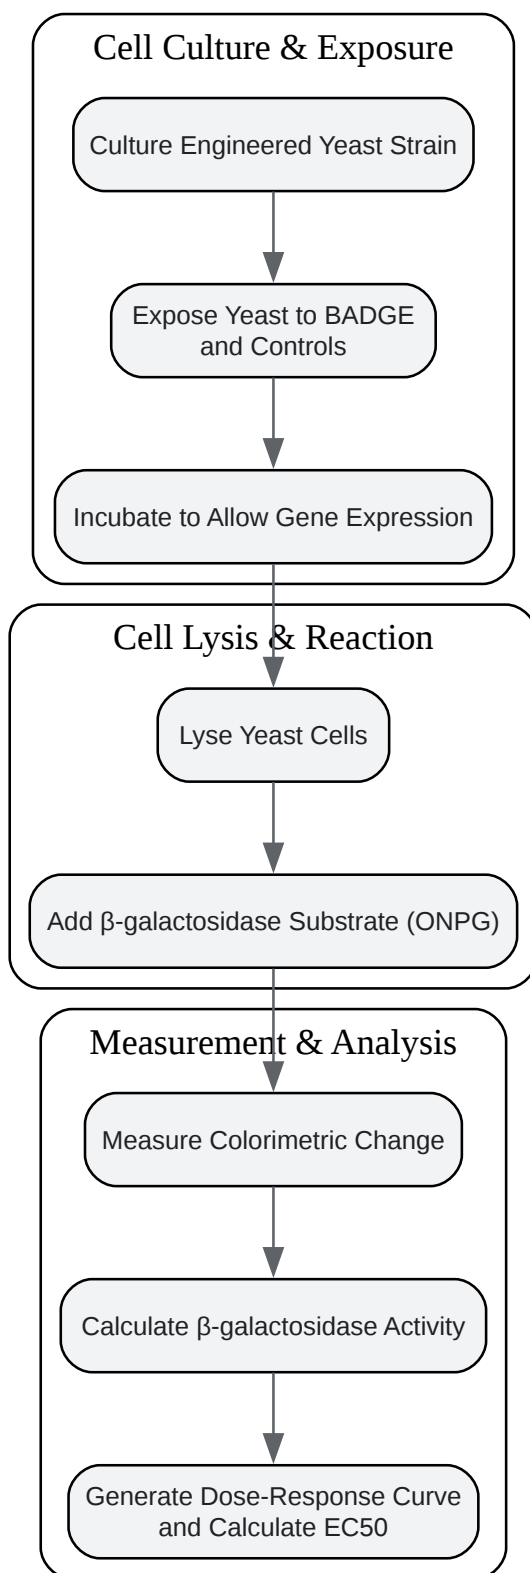 Cell Culture & Exposure
Culture Engineered Yeast Strain
Expose Yeast to BADGE
and Controls
Incubate to Allow Gene Expression
Cell Lysis & Reaction
Lyse Yeast Cells
Add β-galactosidase Substrate (ONPG)
Measurement & Analysis
Measure Colorimetric Change
Calculate β-galactosidase Activity
Generate Dose-Response Curve
and Calculate EC50